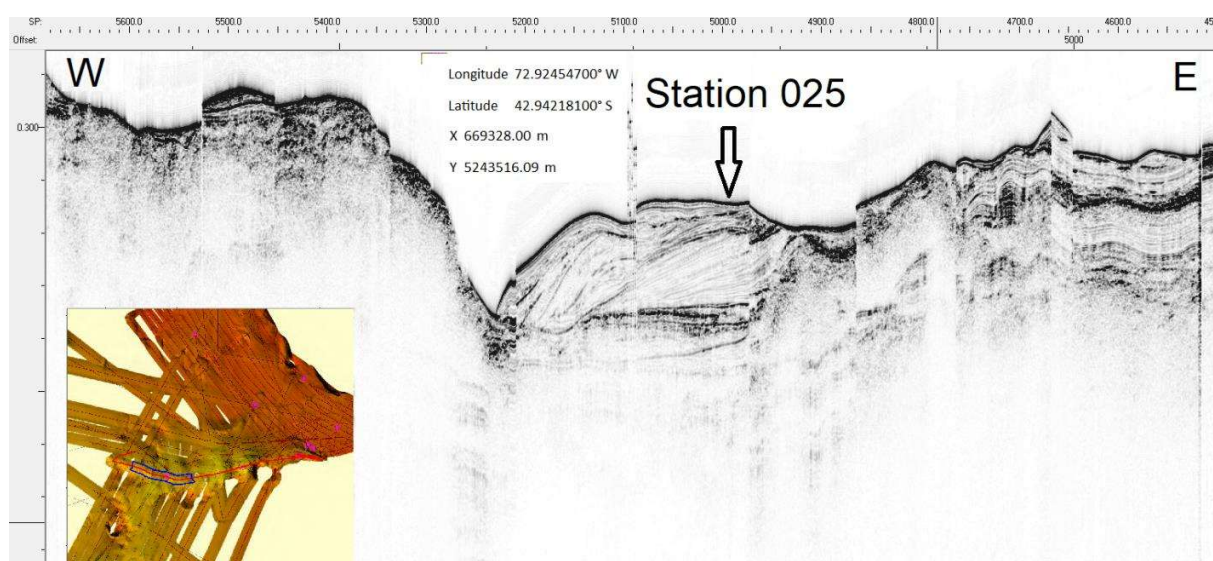 SP: 5600.0 5500.0 5400.0 5300.0 5200.0 5100.0 5000.0 4900.0 4800.0 4700.0 4600.0
Offset: 5000
W
E
Longitude 72.92454700° W
Latitude 42.94218100° S
X 669328.00 m
Y 5243516.09 m
Station 025
0.300